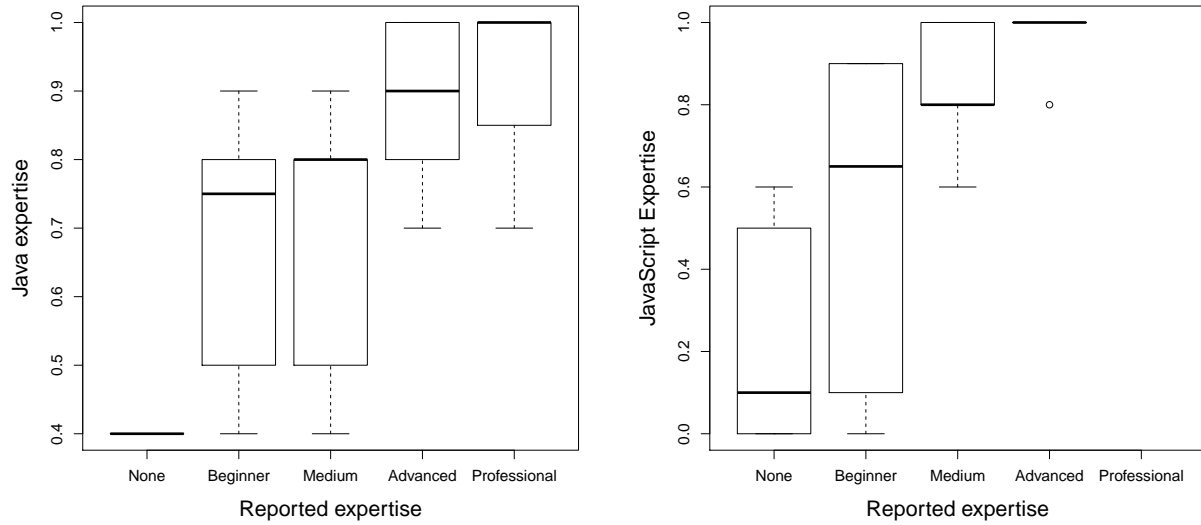 Java expertise
1.0
0.9
0.8
0.7
0.6
0.5
0.4
None Beginner Medium Advanced Professional
Reported expertise
JavaScript Expertise
1.0
0.8
0.6
0.4
0.2
0.0
None Beginner Medium Advanced Professional
Reported expertise